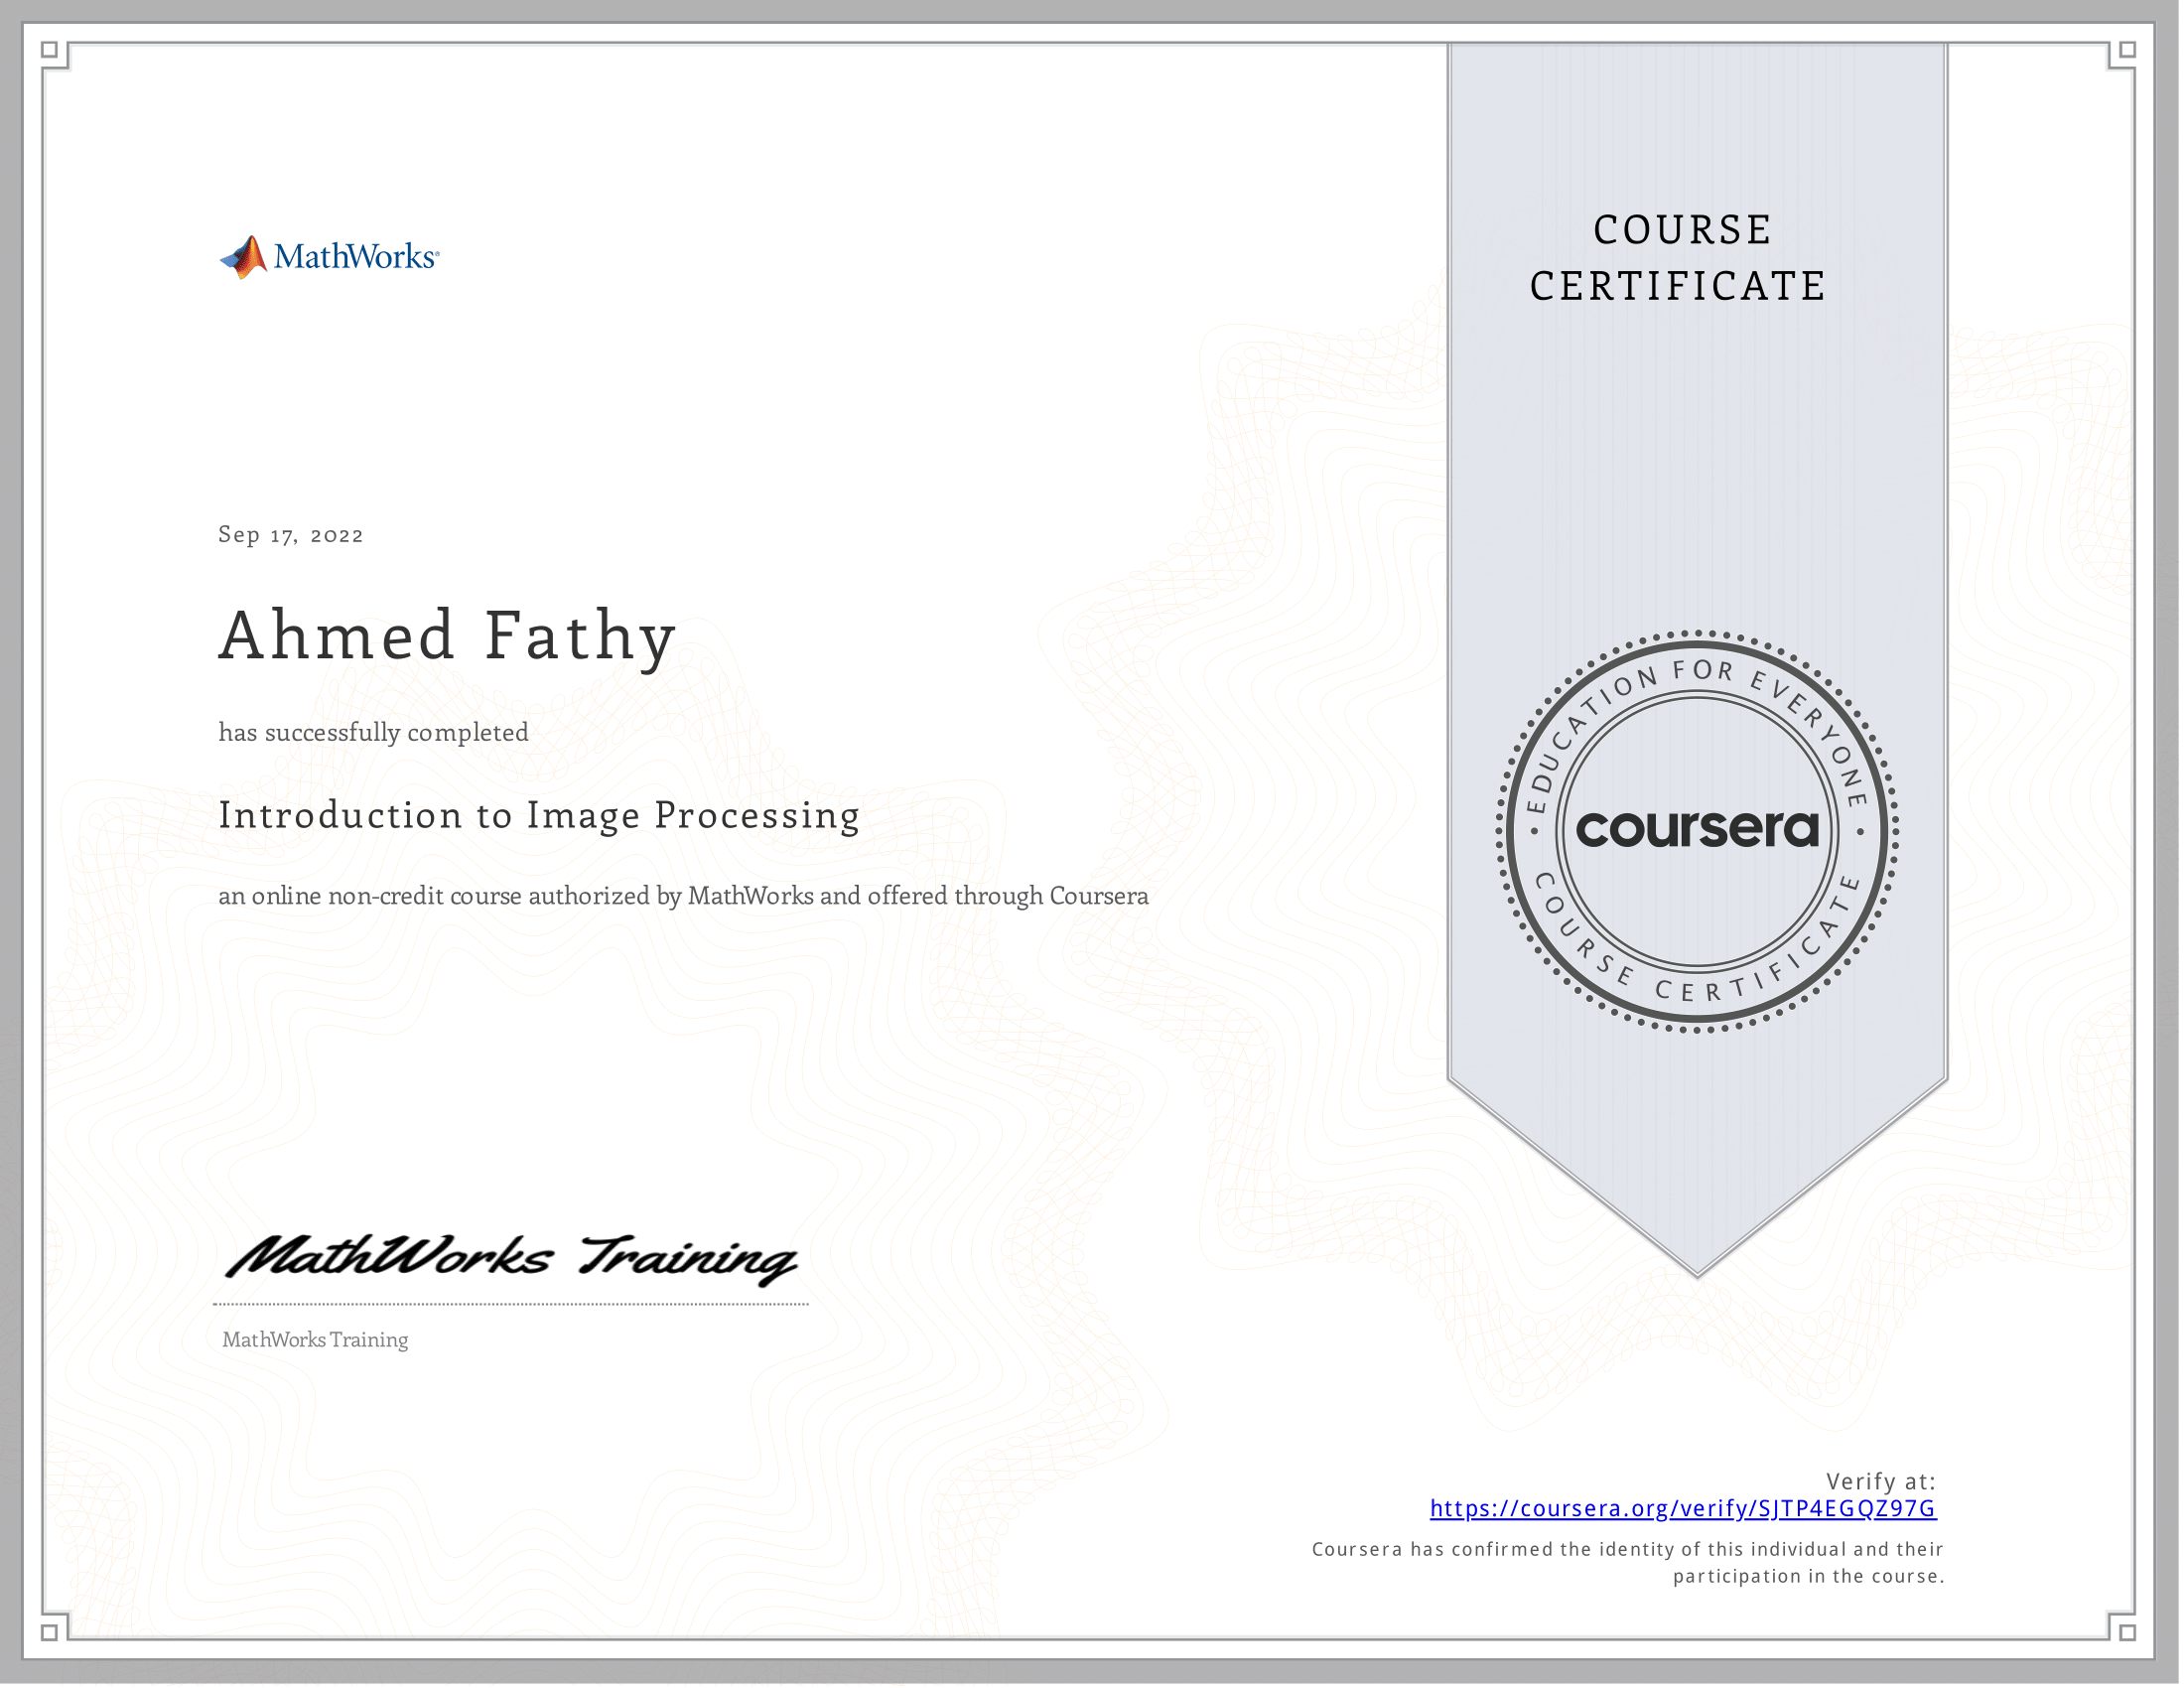 MathWorks®
COURSE
CERTIFICATE
Sep 17, 2022
Ahmed Fathy
has successfully completed
Introduction to Image Processing
an online non-credit course authorized by MathWorks and offered through Coursera
EDUCATION FOR EVERYONE
coursera
COURSE CERTIFICATE
MathWorks Training
MathWorks Training
Verify at:
https://coursera.org/verify/SJTP4EGQZ97G
Coursera has confirmed the identity of this individual and their
participation in the course.